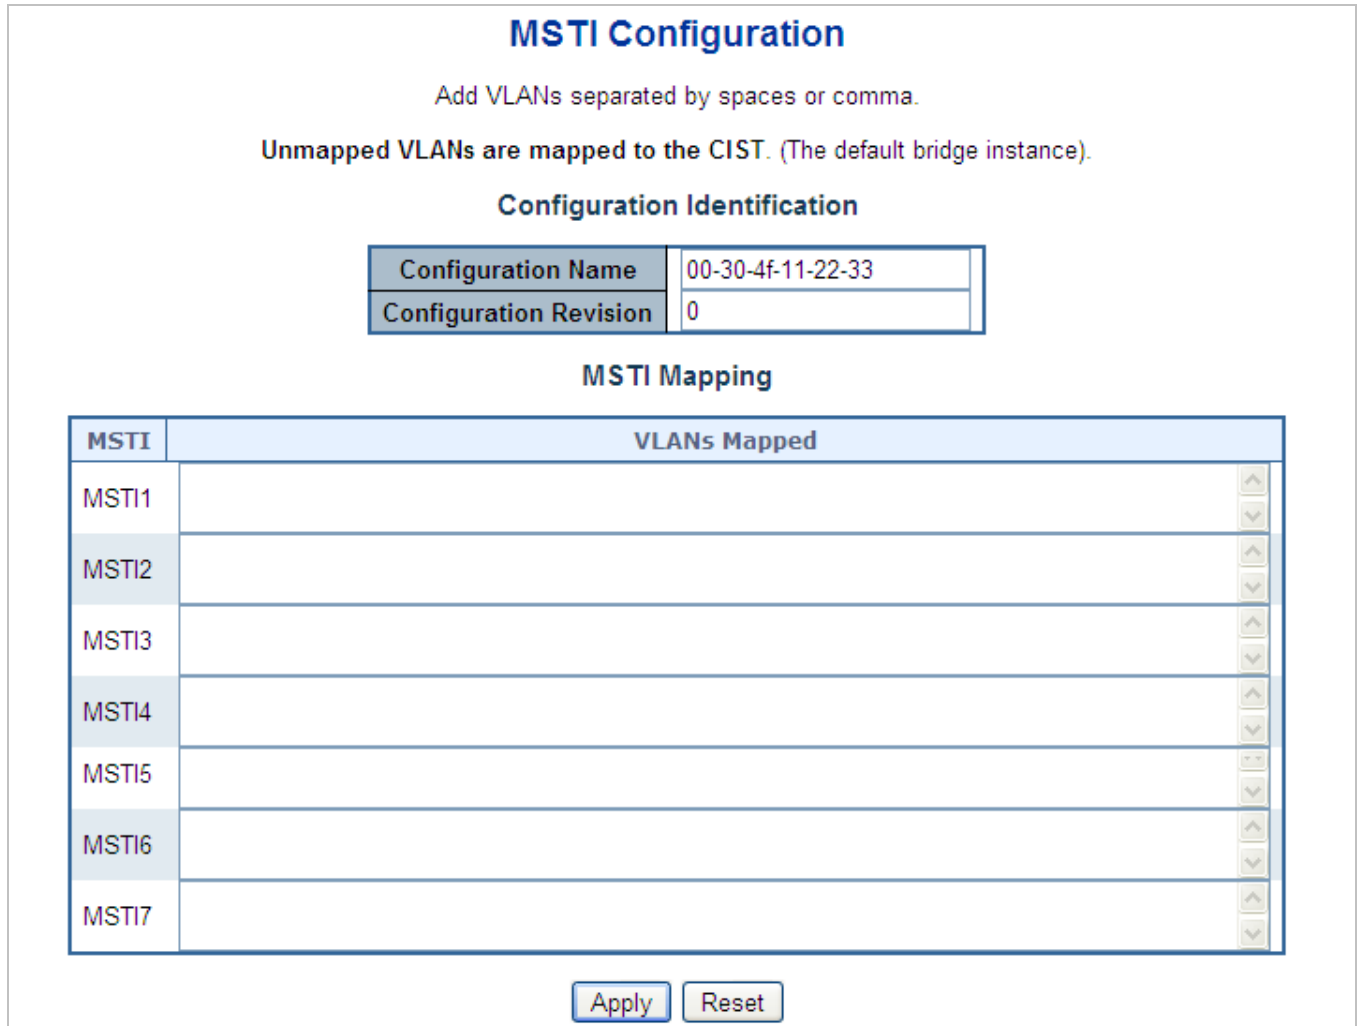 MSTI Configuration
Add VLANs separated by spaces or comma.
Unmapped VLANs are mapped to the CIST. (The default bridge instance).
Configuration Identification
Configuration Name 00-30-4f-11-22-33
Configuration Revision 0
MSTI Mapping
MSTI VLANs Mapped
MSTI1
MSTI2
MSTI3
MSTI4
MSTI5
MSTI6
MSTI7
Apply Reset